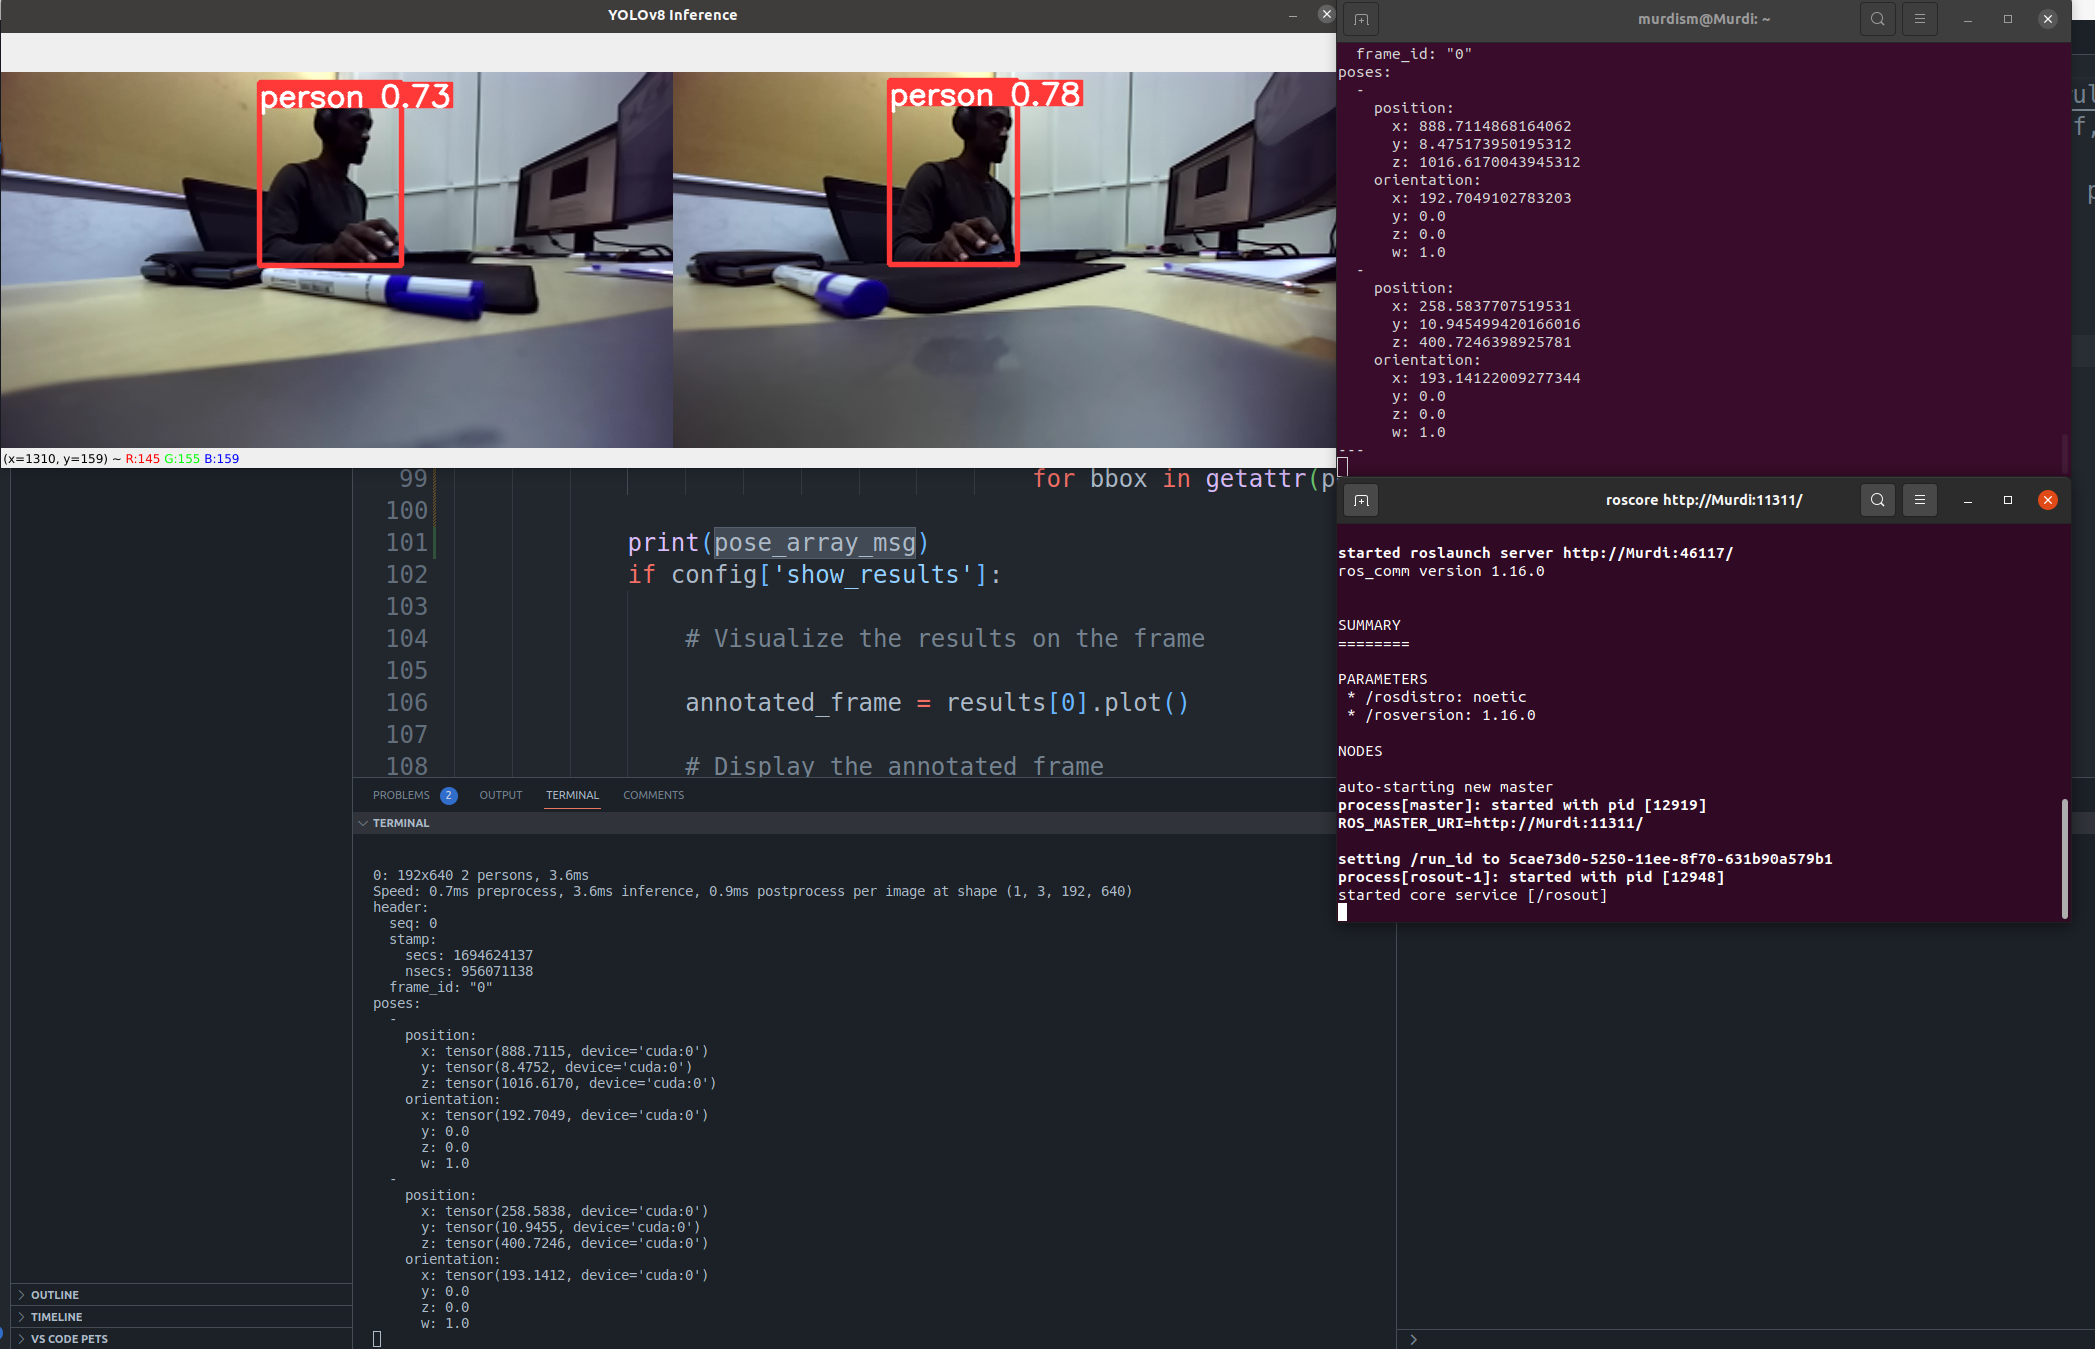 YOLOv8 Inference
person 0.73
person 0.78
(x=1310, y=159) ~ R:145 G:155 B:159
murdism@Murdi: ~
frame_id: "0"
poses:
-
position:
x: 888.7114868164062
y: 8.475173950195312
z: 1016.6170043945312
orientation:
x: 192.7049102783203
y: 0.0
z: 0.0
w: 1.0
-
position:
x: 258.5837707519531
y: 10.945499420166016
z: 400.7246398925781
orientation:
x: 193.14122009277344
y: 0.0
z: 0.0
w: 1.0
---
roscore http://Murdi:11311/
started roslaunch server http://Murdi:46117/
ros_comm version 1.16.0
SUMMARY
========
PARAMETERS
* /rosdistro: noetic
* /rosversion: 1.16.0
NODES
auto-starting new master
process[master]: started with pid [12919]
ROS_MASTER_URI=http://Murdi:11311/
setting /run_id to 5cae73d0-5250-11ee-8f70-631b90a579b1
process[rosout-1]: started with pid [12948]
started core service [/rosout]
99 for bbox in getattr(p
100
101 print(pose_array_msg)
102 if config['show_results']:
103
104 # Visualize the results on the frame
105
106 annotated_frame = results[0].plot()
107
108 # Display the annotated frame
PROBLEMS 2 OUTPUT TERMINAL COMMENTS
TERMINAL
0: 192x640 2 persons, 3.6ms
Speed: 0.7ms preprocess, 3.6ms inference, 0.9ms postprocess per image at shape (1, 3, 192, 640)
header:
seq: 0
stamp:
secs: 1694624137
nsecs: 956071138
frame_id: "0"
poses:
-
position:
x: tensor(888.7115, device='cuda:0')
y: tensor(8.4752, device='cuda:0')
z: tensor(1016.6170, device='cuda:0')
orientation:
x: tensor(192.7049, device='cuda:0')
y: 0.0
z: 0.0
w: 1.0
-
position:
x: tensor(258.5838, device='cuda:0')
y: tensor(10.9455, device='cuda:0')
z: tensor(400.7246, device='cuda:0')
orientation:
x: tensor(193.1412, device='cuda:0')
y: 0.0
z: 0.0
w: 1.0
OUTLINE
TIMELINE
VS CODE PETS